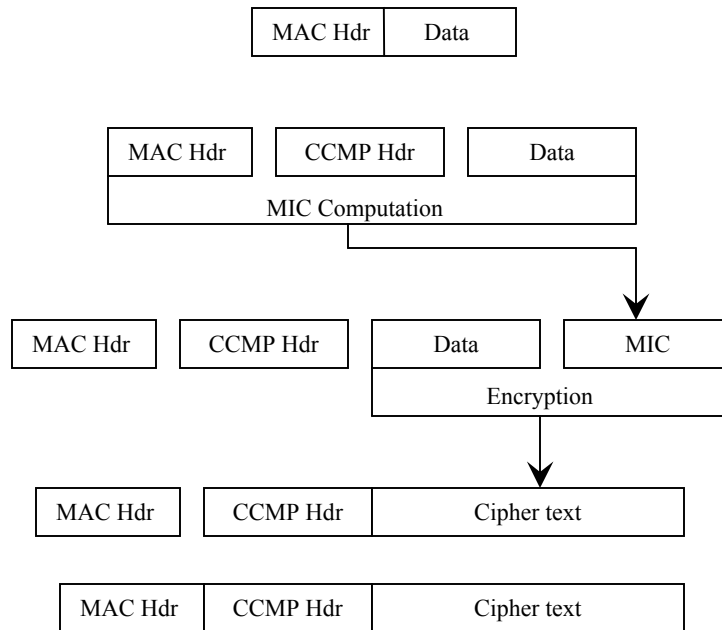 MAC Hdr Data
MAC Hdr CCMP Hdr Data
MIC Computation
MAC Hdr CCMP Hdr Data MIC
Encryption
MAC Hdr CCMP Hdr Cipher text
MAC Hdr CCMP Hdr Cipher text